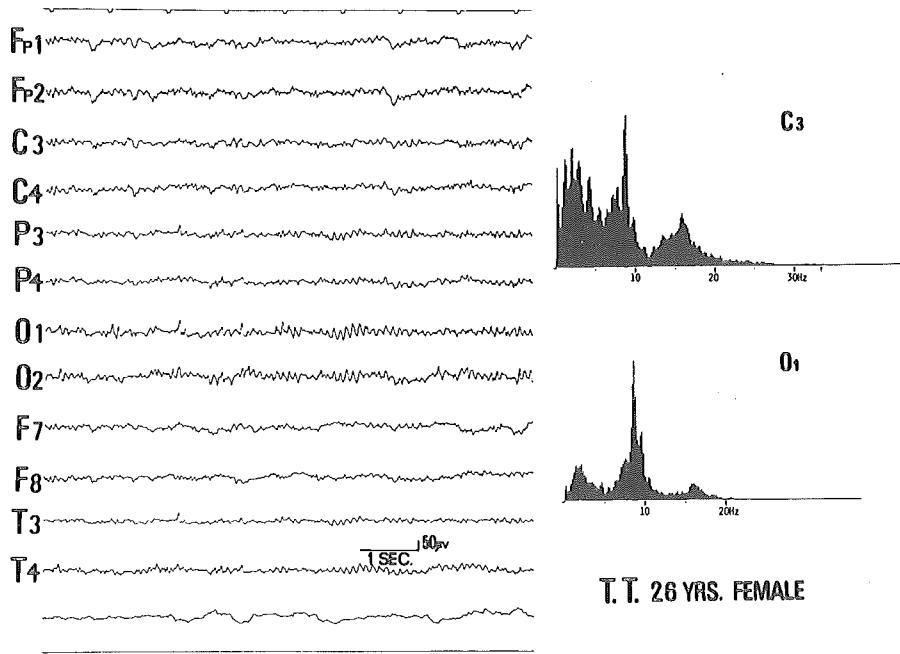 Fp1
Fp2
C3
C4
P3
P4
O1
O2
F7
F8
T3
T4
1 SEC.
50μv
C3
10
20
30Hz
O1
10
20Hz
T. T. 26 YRS. FEMALE